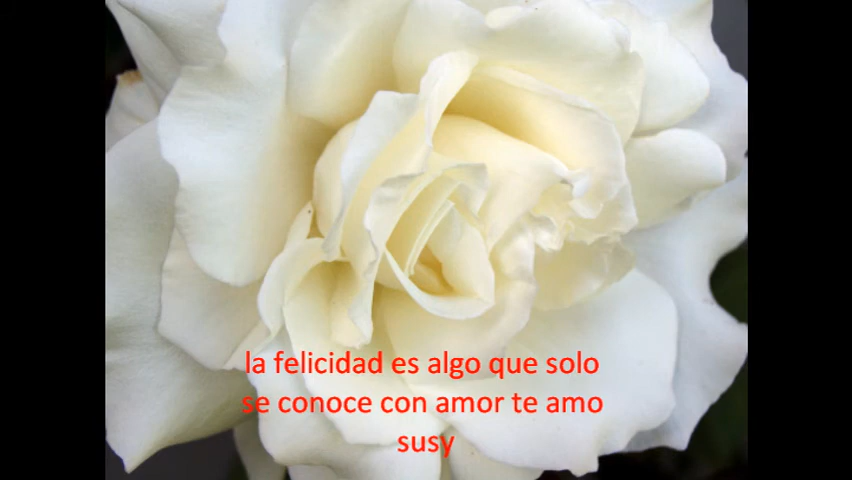 la felicidad es algo que solo
se conoce con amor te amo
susy